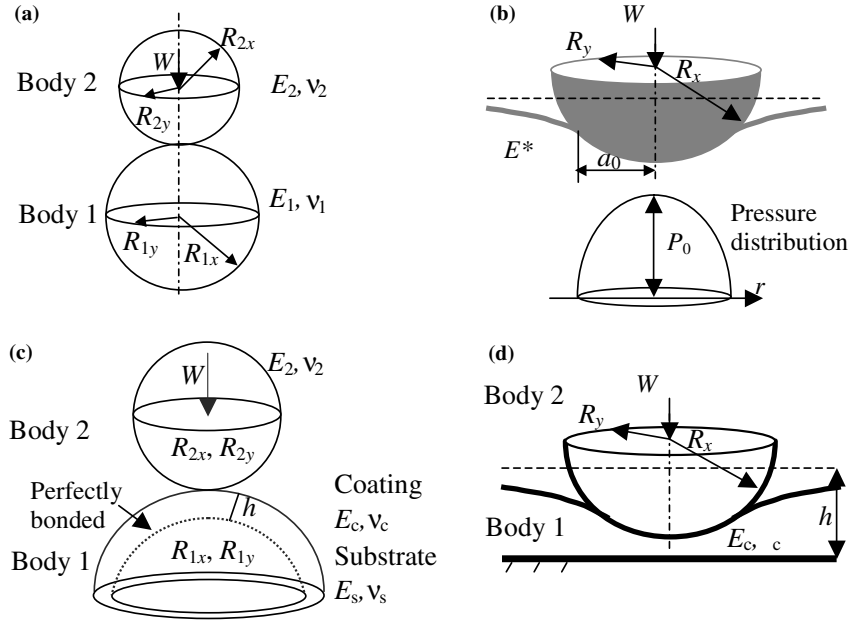 (a)
R2x
W
Body 2
E2, ν2
R2y
Body 1
E1, ν1
R1y
R1x
(b)
W
Ry
Rx
E*
a0
Pressure
distribution
P0
r
(c)
E2, ν2
W
Body 2
R2x, R2y
Perfectly
bonded
h
Coating
Ec, νc
Body 1
R1x, R1y
Substrate
Es, νs
(d)
W
Body 2
Ry
Rx
h
Body 1
Ec, c